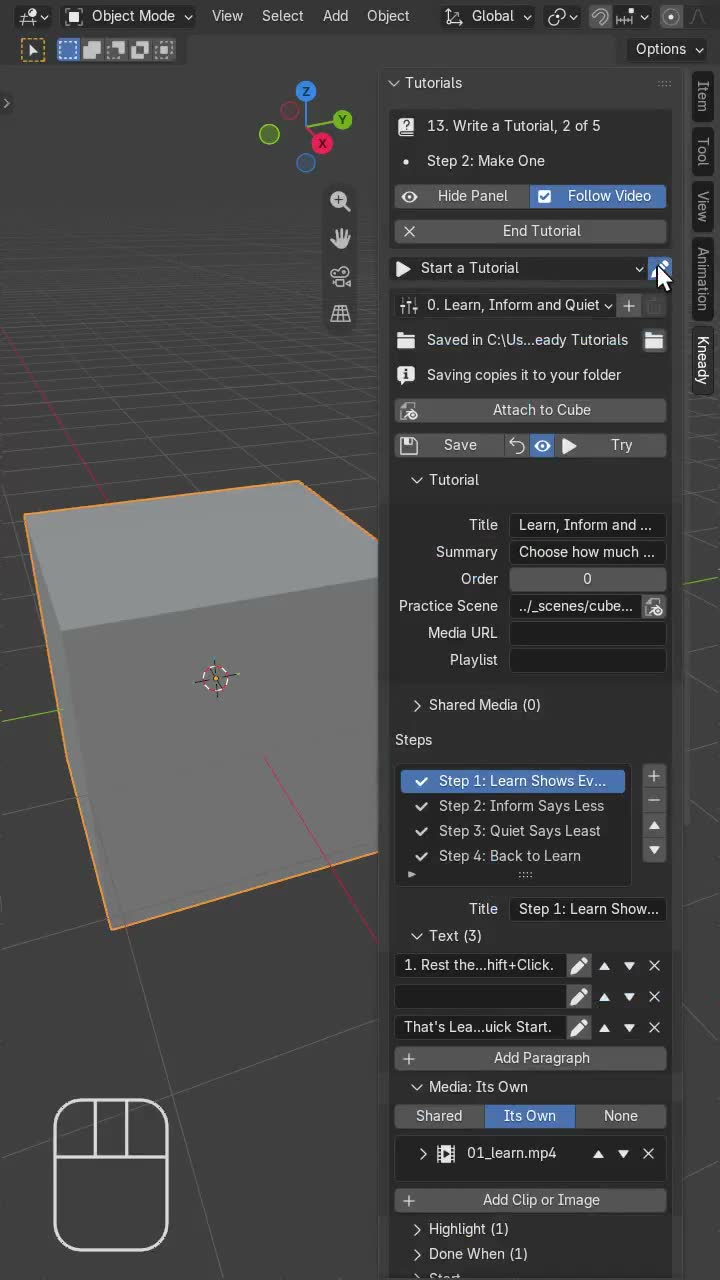 Object Mode View Select Add Object Global
Options
Tutorials
13. Write a Tutorial, 2 of 5
Step 2: Make One
Hide Panel Follow Video
End Tutorial
Start a Tutorial
0. Learn, Inform and Quiet
Saved in C:\Us...eady Tutorials
Saving copies it to your folder
Attach to Cube
Save Try
Tutorial
Title Learn, Inform and ...
Summary Choose how much ...
Order 0
Practice Scene ../_scenes/cube...
Media URL
Playlist
Shared Media (0)
Steps
Step 1: Learn Shows Ev...
Step 2: Inform Says Less
Step 3: Quiet Says Least
Step 4: Back to Learn
Title Step 1: Learn Show...
Text (3)
1. Rest the...hift+Click.
That's Lea...uick Start.
Add Paragraph
Media: Its Own
Shared Its Own None
01_learn.mp4
Add Clip or Image
Highlight (1)
Done When (1)
Item
Tool
View
Animation
Kneady
Z
Y
X